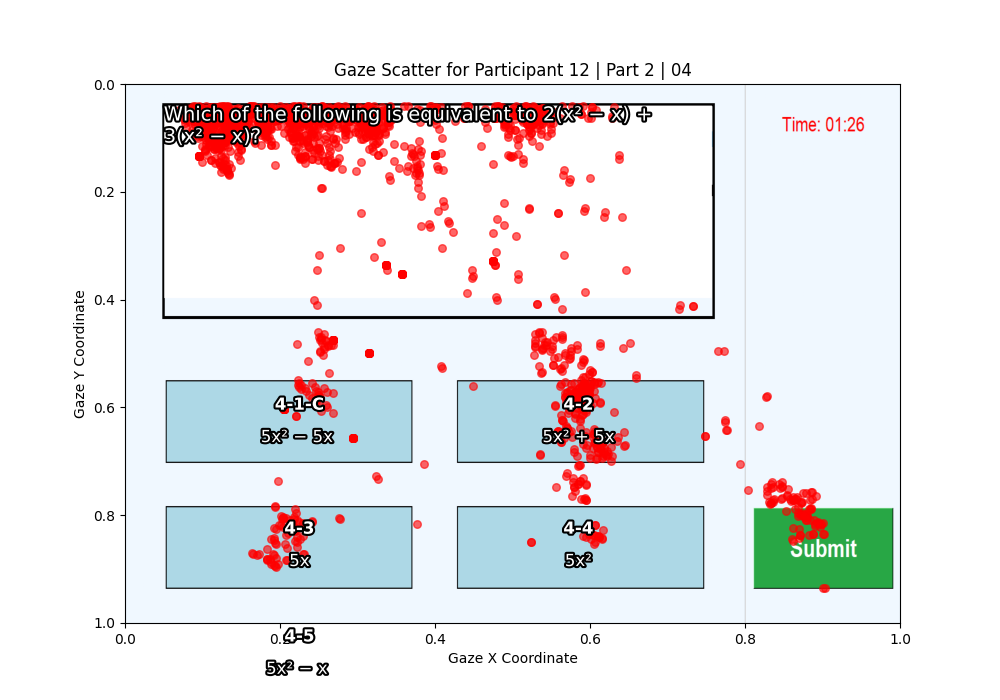 Gaze Scatter for Participant 12 | Part 2 | 04
Which of the following is equivalent to 2(x² − x) +
3(x² − x)?
Time: 01:26
4-1-C
5x² − 5x
4-2
5x² + 5x
4-3
5x
4-4
5x²
Submit
4-5
5x² − x
0.0
0.2
0.4
0.6
0.8
1.0
Gaze Y Coordinate
0.0
0.2
0.4
0.6
0.8
1.0
Gaze X Coordinate